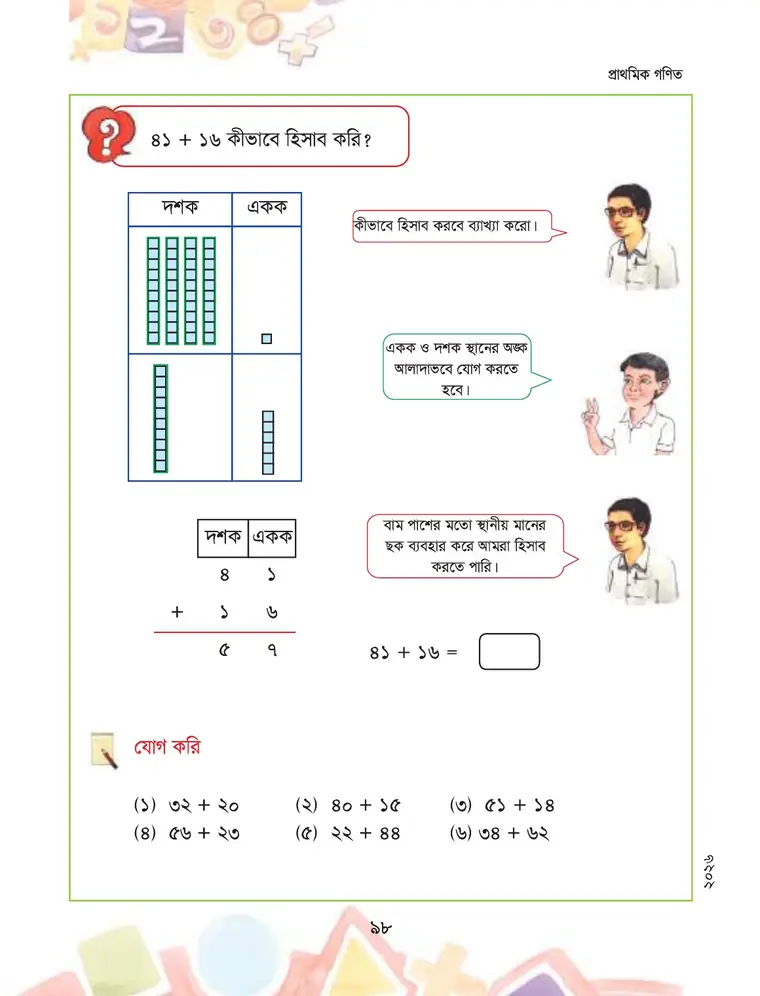 প্রাথমিক গণিত
৪১ + ১৬ কীভাবে হিসাব করি?
দশক একক
কীভাবে হিসাব করবে ব্যাখ্যা করো।
একক ও দশক স্থানের অঙ্ক
আলাদাভবে যোগ করতে
হবে।
দশক একক
৪ ১
+ ১ ৬
৫ ৭
বাম পাশের মতো স্থানীয় মানের
ছক ব্যবহার করে আমরা হিসাব
করতে পারি।
৪১ + ১৬ =
যোগ করি
(১) ৩২ + ২০ (২) ৪০ + ১৫ (৩) ৫১ + ১৪
(৪) ৫৬ + ২৩ (৫) ২২ + ৪৪ (৬) ৩৪ + ৬২
২০২৬
৯৮